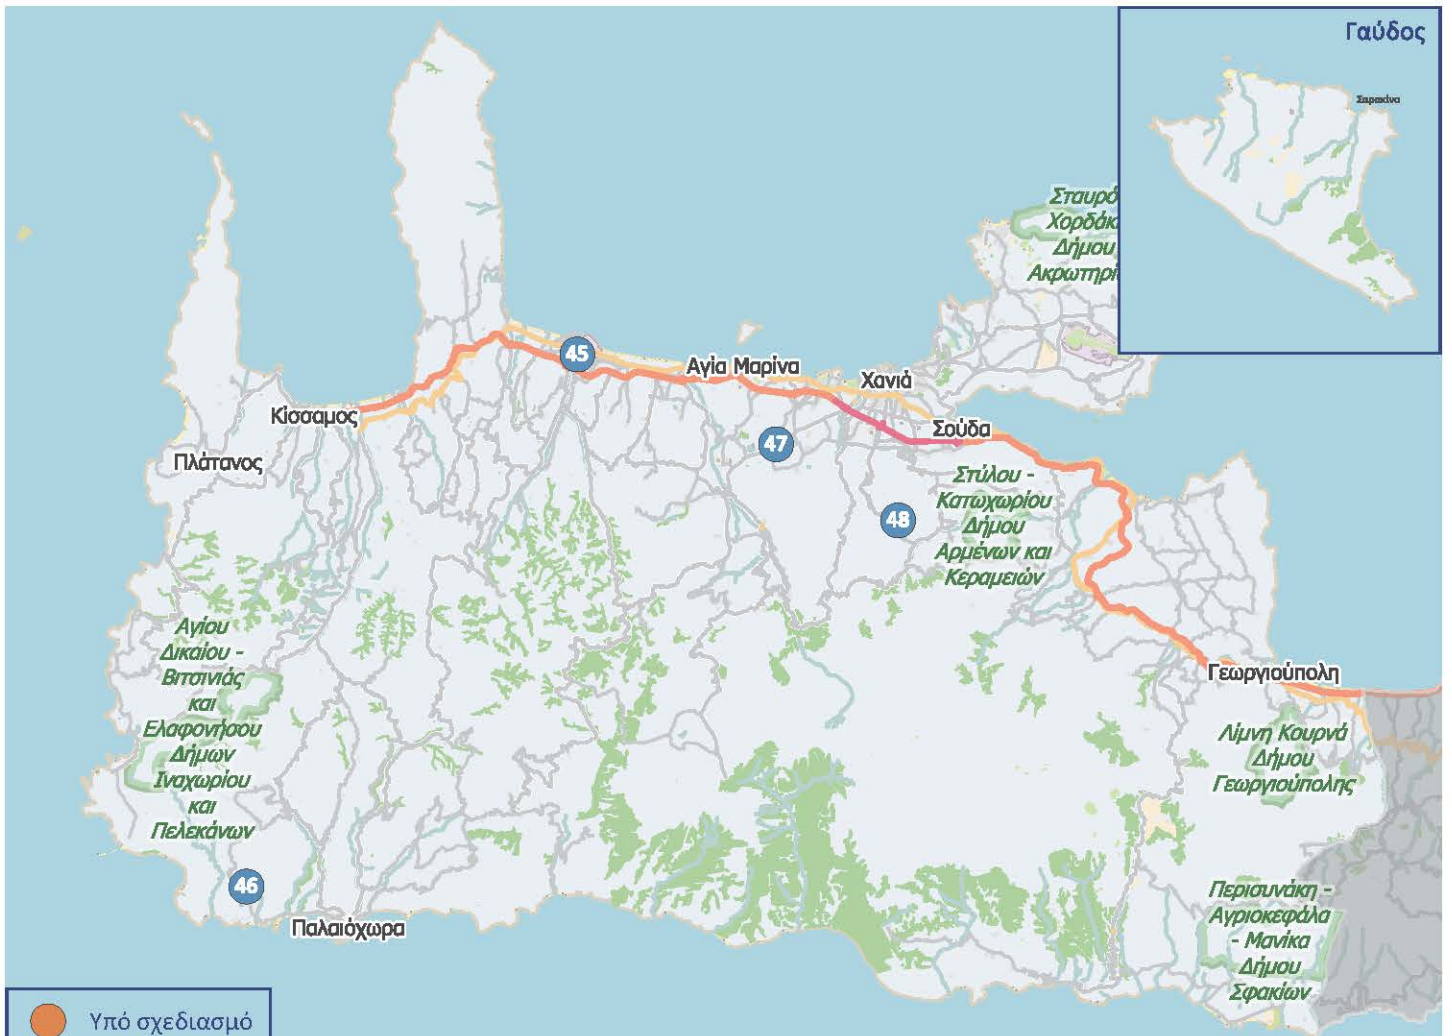 Γαύδος
Σαρακίνα
Σταυρό
Χορδάκ
Δήμου
Ακρωτηρί
45
Αγία Μαρίνα
Χανιά
Κίσσαμος
Σούδα
47
Πλάτανος
Στύλου -
Κατωχωρίου
Δήμου
Αρμένων και
Κεραμειών
48
Αγίου
Δικαίου -
Βιτσινιάς
και
Ελαφονήσου
Δήμων
Ιναχωρίου
και
Πελεκάνων
Γεωργιούπολη
Λίμνη Κουρνά
Δήμου
Γεωργιούπολης
46
Παλαιόχωρα
Περισυνάκη -
Αγριοκεφάλα
- Μανίκα
Δήμου
Σφακίων
Υπό σχεδιασμό